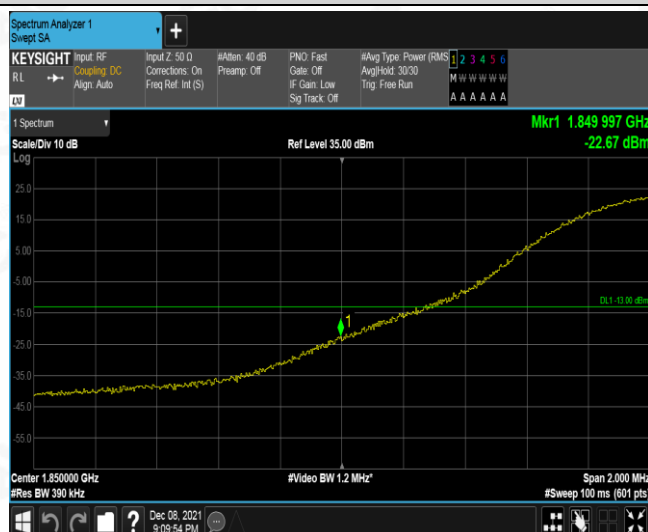 Spectrum Analyzer 1
Swept SA
+
KEYSIGHT Input: RF Input Z: 50 Ω #Atten: 40 dB PNO: Fast #Avg Type: Power (RMS 1 2 3 4 5 6
RL Coupling: DC Corrections: On Preamp: Off Gate: Off Avg|Hold: 30/30 M W W W W W
Align: Auto Freq Ref: Int (S) IF Gain: Low Trig: Free Run
Sig Track: Off A A A A A A
LXI
1 Spectrum Mkr1 1.849 997 GHz
Scale/Div 10 dB Ref Level 35.00 dBm -22.67 dBm
Log
25.0
15.0
5.00
-5.00
DL1 -13.00 dBm
-15.0
1
-25.0
-35.0
-45.0
-55.0
Center 1.850000 GHz #Video BW 1.2 MHz* Span 2.000 MHz
#Res BW 390 kHz #Sweep 100 ms (601 pts)
? Dec 08, 2021
9:09:54 PM